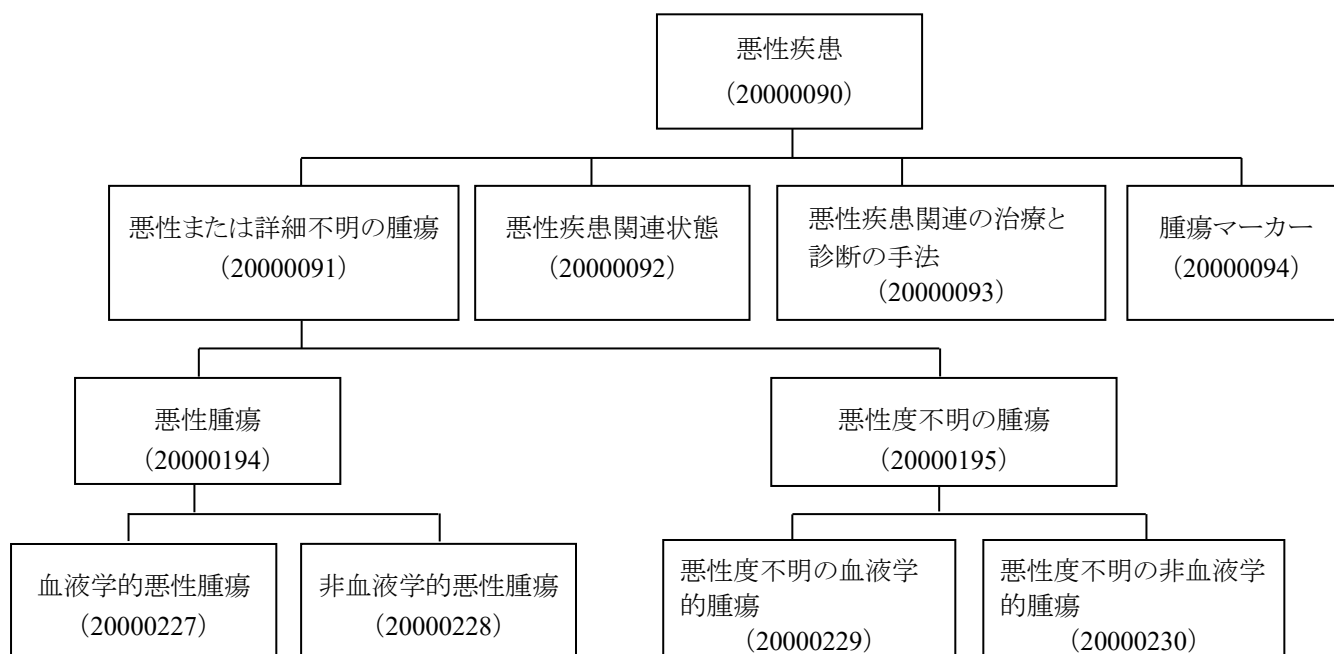 悪性疾患
(20000090)
悪性または詳細不明の腫瘍
(20000091)
悪性疾患関連状態
(20000092)
悪性疾患関連の治療と
診断の手法
(20000093)
腫瘍マーカー
(20000094)
悪性腫瘍
(20000194)
悪性度不明の腫瘍
(20000195)
血液学的悪性腫瘍
(20000227)
非血液学的悪性腫瘍
(20000228)
悪性度不明の血液学
的腫瘍
(20000229)
悪性度不明の非血液学
的腫瘍
(20000230)